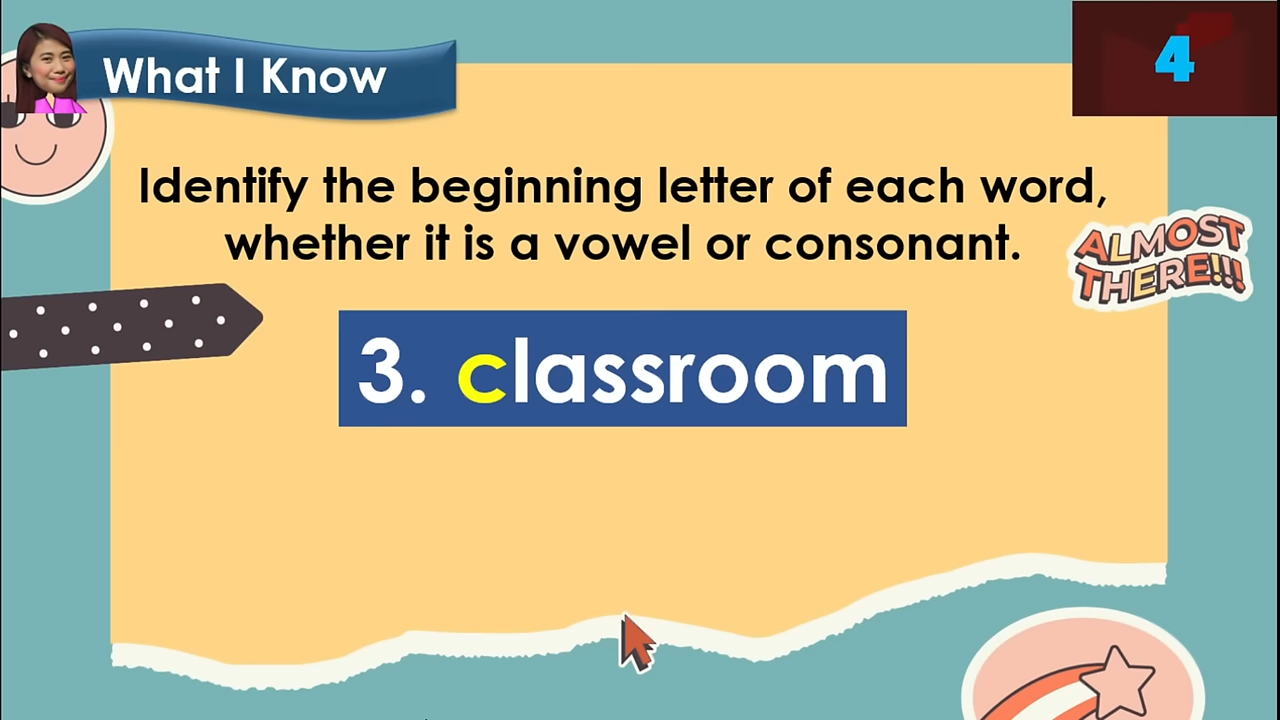 What I Know
4
Identify the beginning letter of each word,
whether it is a vowel or consonant.
ALMOST
THERE!!!
3. classroom